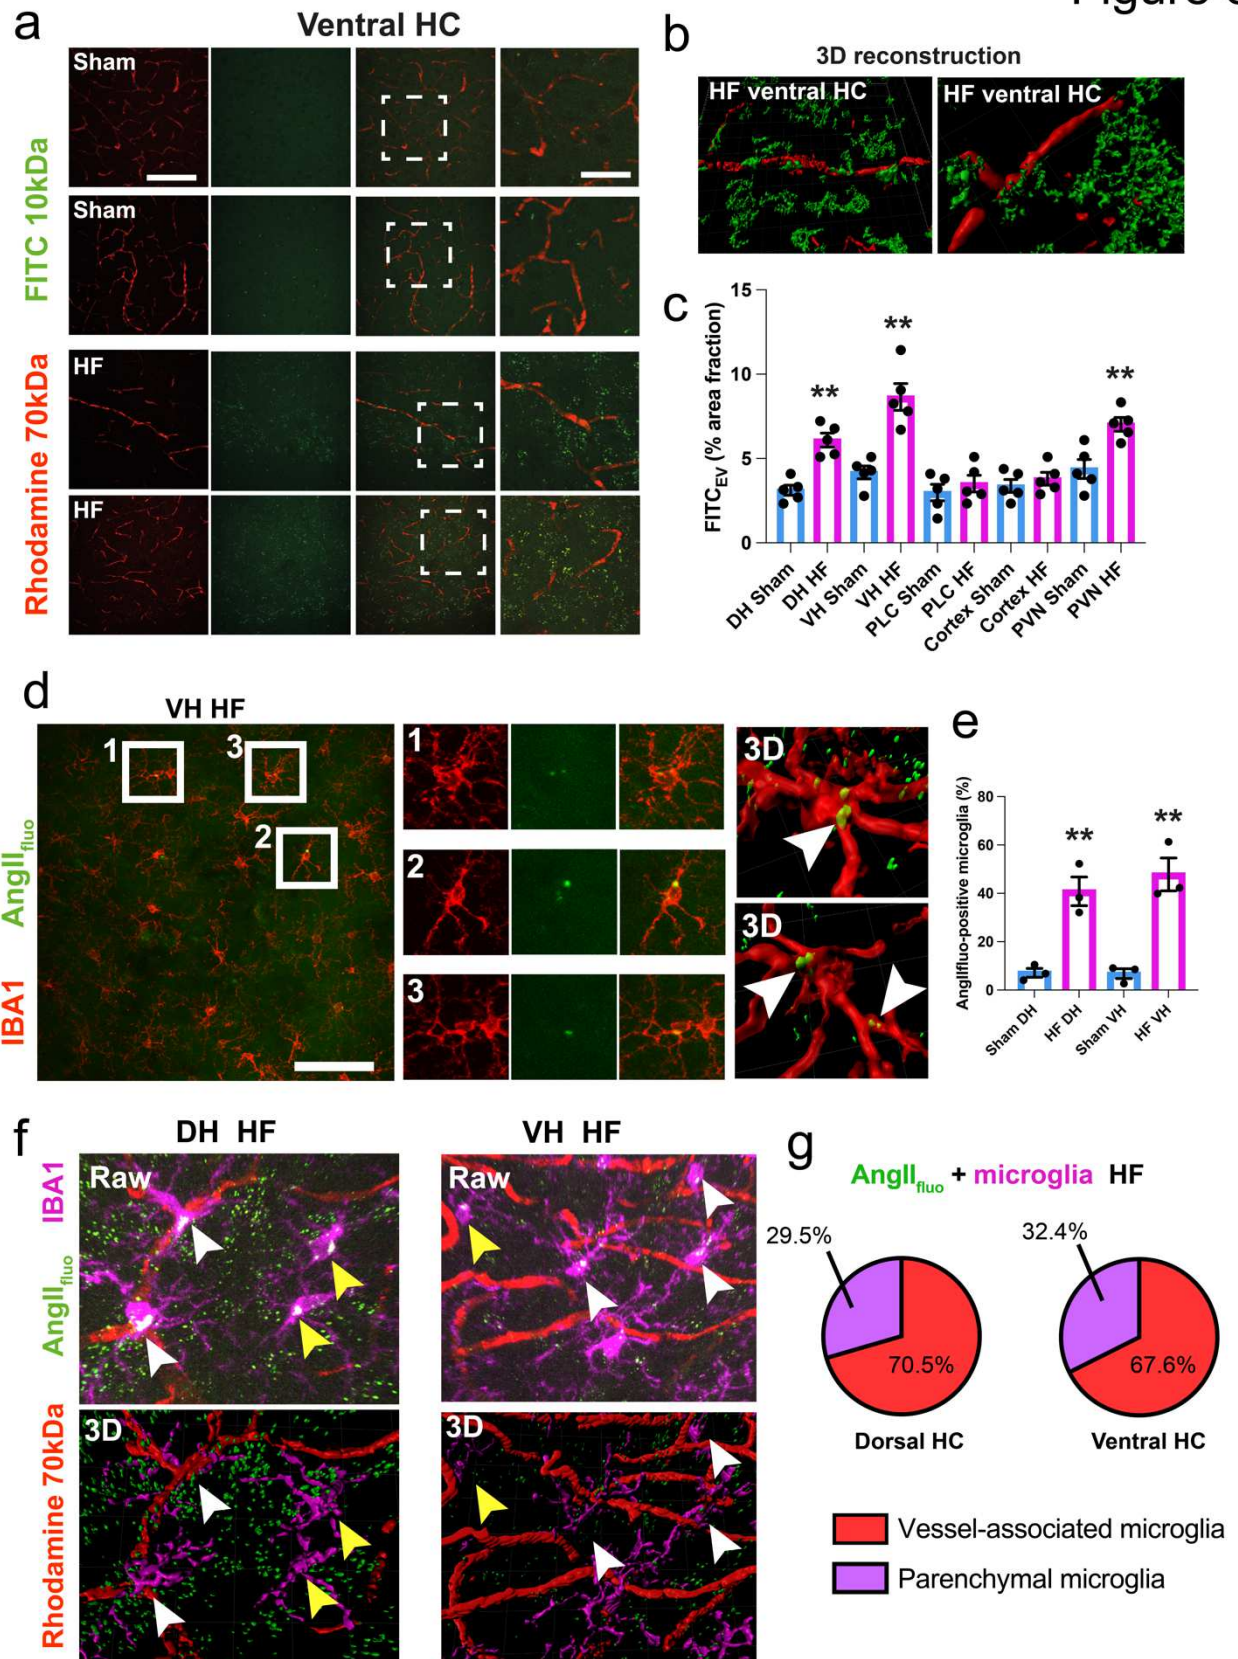 Figure
a
Ventral HC
Sham
Sham
HF
HF
FITC 10kDa
Rhodamine 70kDa
b
3D reconstruction
HF ventral HC
HF ventral HC
c
FITCEV (% area fraction)
15
10
5
0
**
**
**
DH Sham
DH HF
VH Sham
VH HF
PLC Sham
PLC HF
Cortex Sham
Cortex HF
PVN Sham
PVN HF
d
VH HF
AngIIfluo
IBA1
1
3
2
1
2
3
3D
3D
e
AngIIfluo-positive microglia (%)
80
60
40
20
0
**
**
Sham DH
HF DH
Sham VH
HF VH
f
DH HF
VH HF
IBA1
AngIIfluo
Rhodamine 70kDa
Raw
Raw
3D
3D
g
AngIIfluo + microglia HF
29.5%
32.4%
70.5%
67.6%
Dorsal HC
Ventral HC
Vessel-associated microglia
Parenchymal microglia